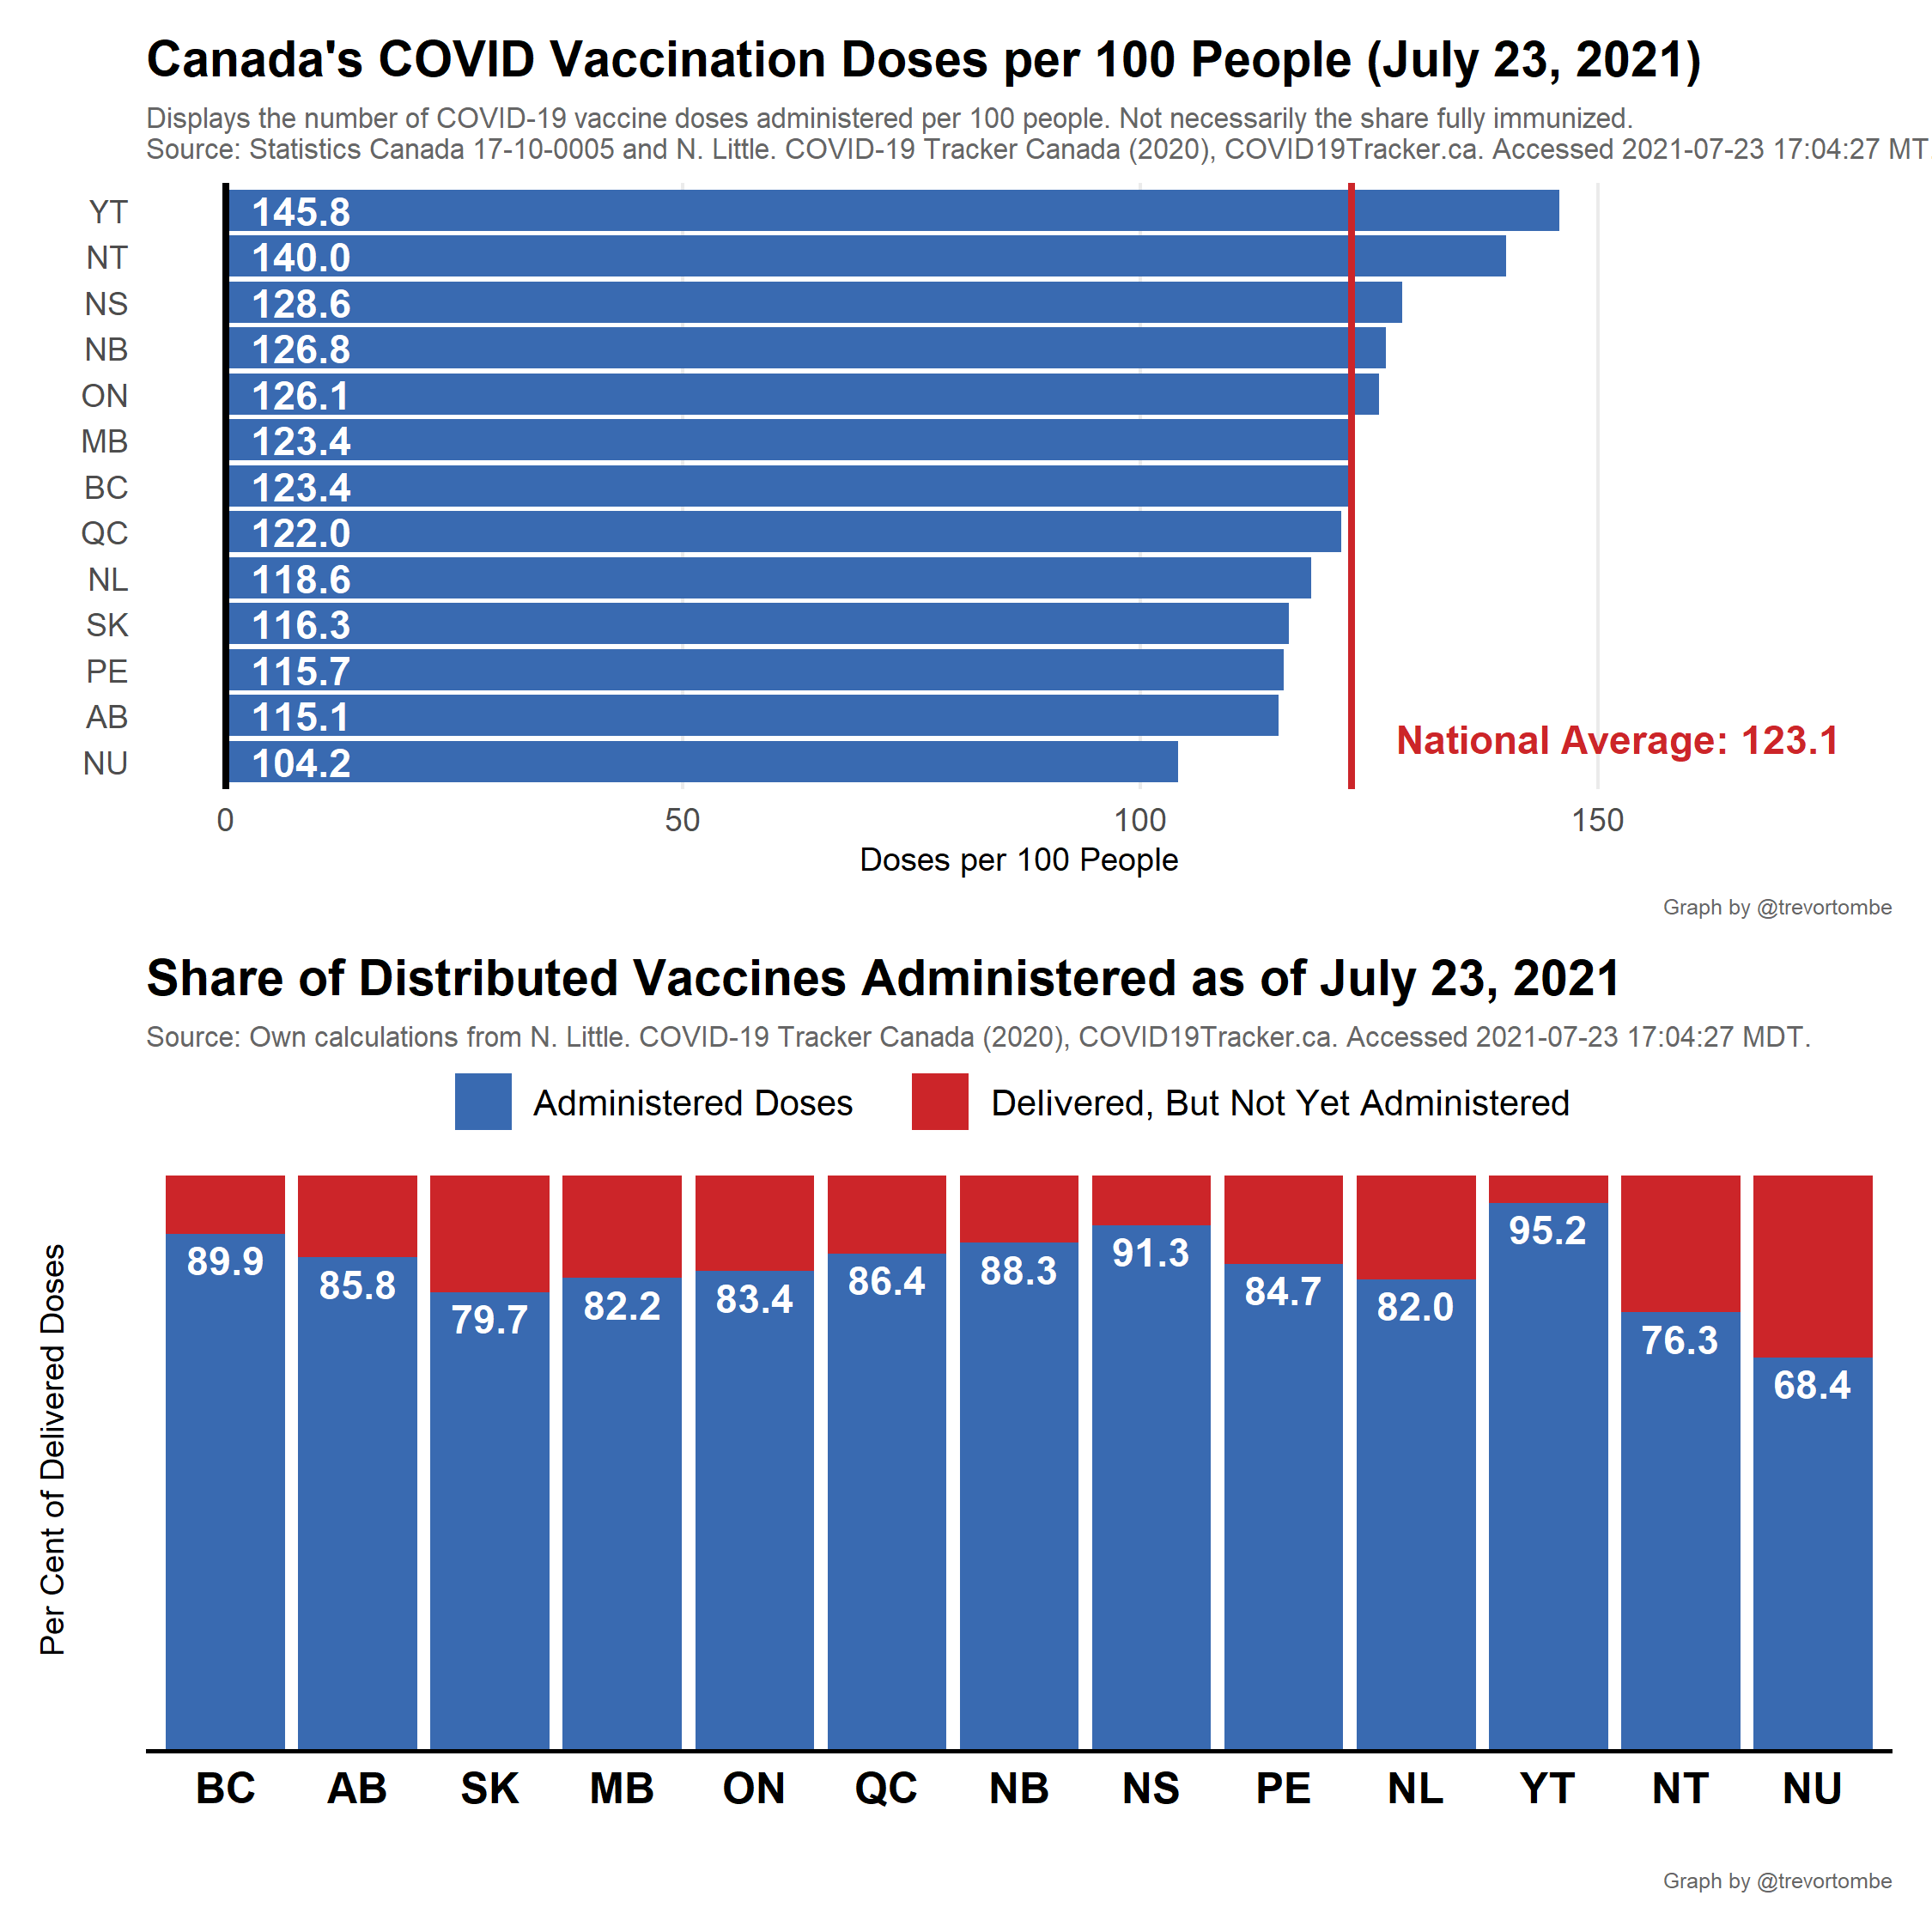 Canada's COVID Vaccination Doses per 100 People (July 23, 2021)
Displays the number of COVID-19 vaccine doses administered per 100 people. Not necessarily the share fully immunized.
Source: Statistics Canada 17-10-0005 and N. Little. COVID-19 Tracker Canada (2020), COVID19Tracker.ca. Accessed 2021-07-23 17:04:27 MT
YT 145.8
NT 140.0
NS 128.6
NB 126.8
ON 126.1
MB 123.4
BC 123.4
QC 122.0
NL 118.6
SK 116.3
PE 115.7
AB 115.1
National Average: 123.1
NU 104.2
0 50 100 150
Doses per 100 People
Graph by @trevortombe
Share of Distributed Vaccines Administered as of July 23, 2021
Source: Own calculations from N. Little. COVID-19 Tracker Canada (2020), COVID19Tracker.ca. Accessed 2021-07-23 17:04:27 MDT.
Administered Doses Delivered, But Not Yet Administered
Per Cent of Delivered Doses
89.9 85.8 79.7 82.2 83.4 86.4 88.3 91.3 84.7 82.0 95.2 76.3 68.4
BC AB SK MB ON QC NB NS PE NL YT NT NU
Graph by @trevortombe